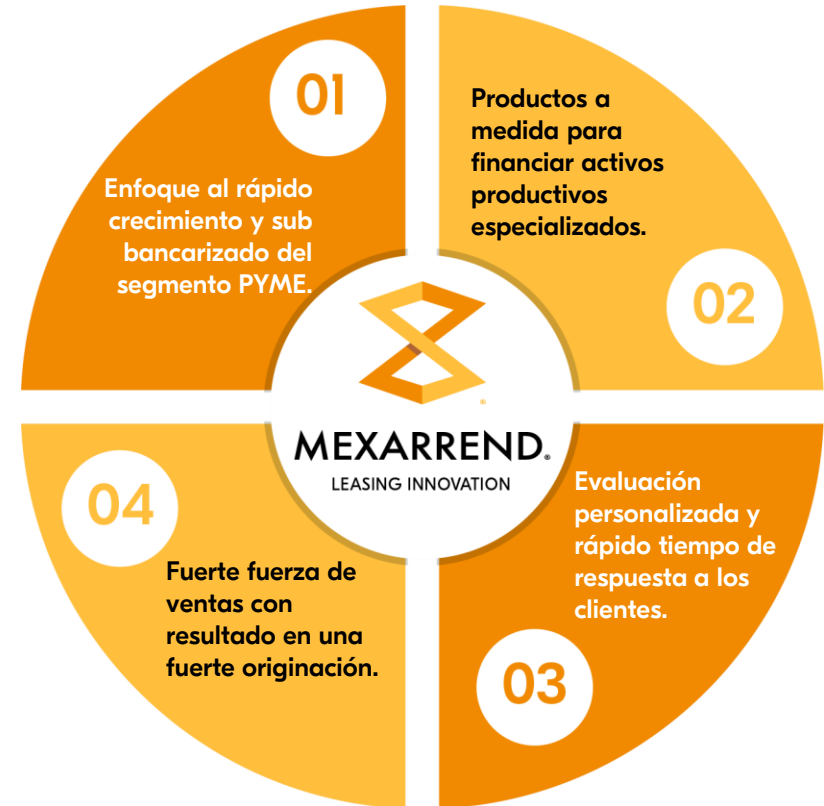 01
Enfoque al rápido
crecimiento y sub
bancarizado del
segmento PYME.
Productos a
medida para
financiar activos
productivos
especializados.
02
MEXARREND®
LEASING INNOVATION
Evaluación
personalizada y
rápido tiempo de
respuesta a los
clientes.
03
04
Fuerte fuerza de
ventas con
resultado en una
fuerte originación.